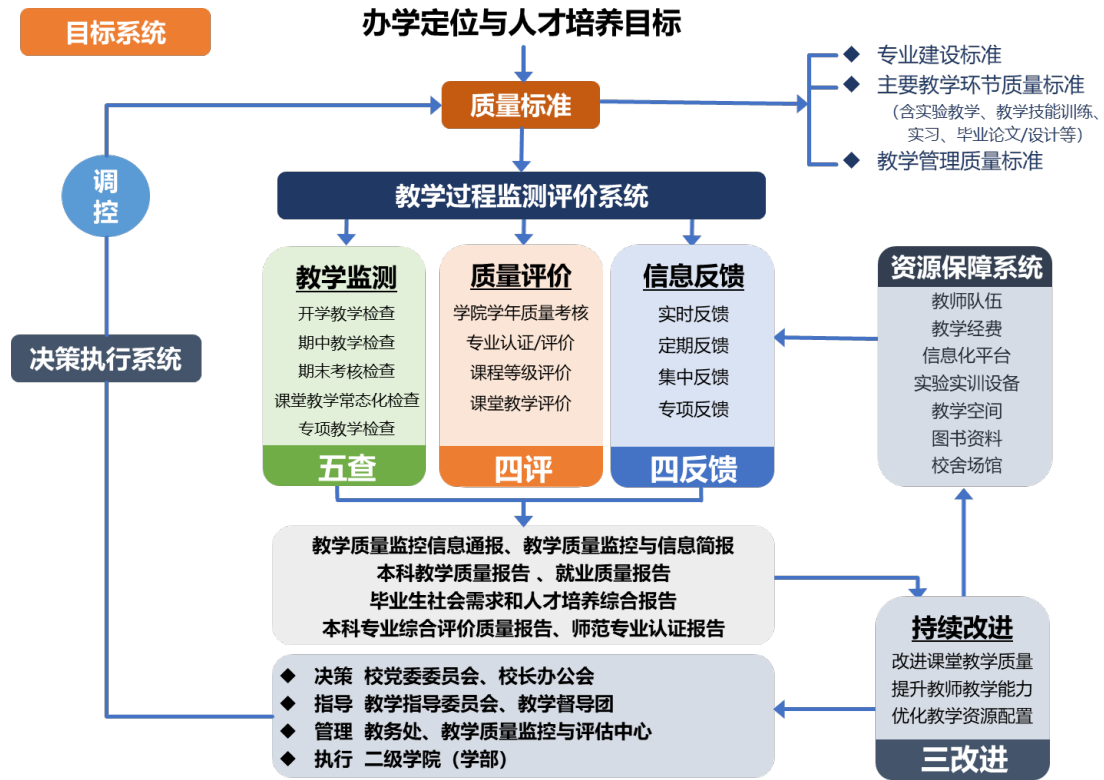 目标系统
办学定位与人才培养目标
质量标准
◆ 专业建设标准
◆ 主要教学环节质量标准
（含实验教学、教学技能训练、
实习、毕业论文/设计等）
◆ 教学管理质量标准
调
控
教学过程监测评价系统
教学监测
开学教学检查
期中教学检查
期末考核检查
课堂教学常态化检查
专项教学检查
五查
质量评价
学院学年质量考核
专业认证/评价
课程等级评价
课堂教学评价
四评
信息反馈
实时反馈
定期反馈
集中反馈
专项反馈
四反馈
资源保障系统
教师队伍
教学经费
信息化平台
实验实训设备
教学空间
图书资料
校舍场馆
决策执行系统
教学质量监控信息通报、教学质量监控与信息简报
本科教学质量报告 、就业质量报告
毕业生社会需求和人才培养综合报告
本科专业综合评价质量报告、师范专业认证报告
持续改进
改进课堂教学质量
提升教师教学能力
优化教学资源配置
三改进
◆ 决策 校党委委员会、校长办公会
◆ 指导 教学指导委员会、教学督导团
◆ 管理 教务处、教学质量监控与评估中心
◆ 执行 二级学院（学部）